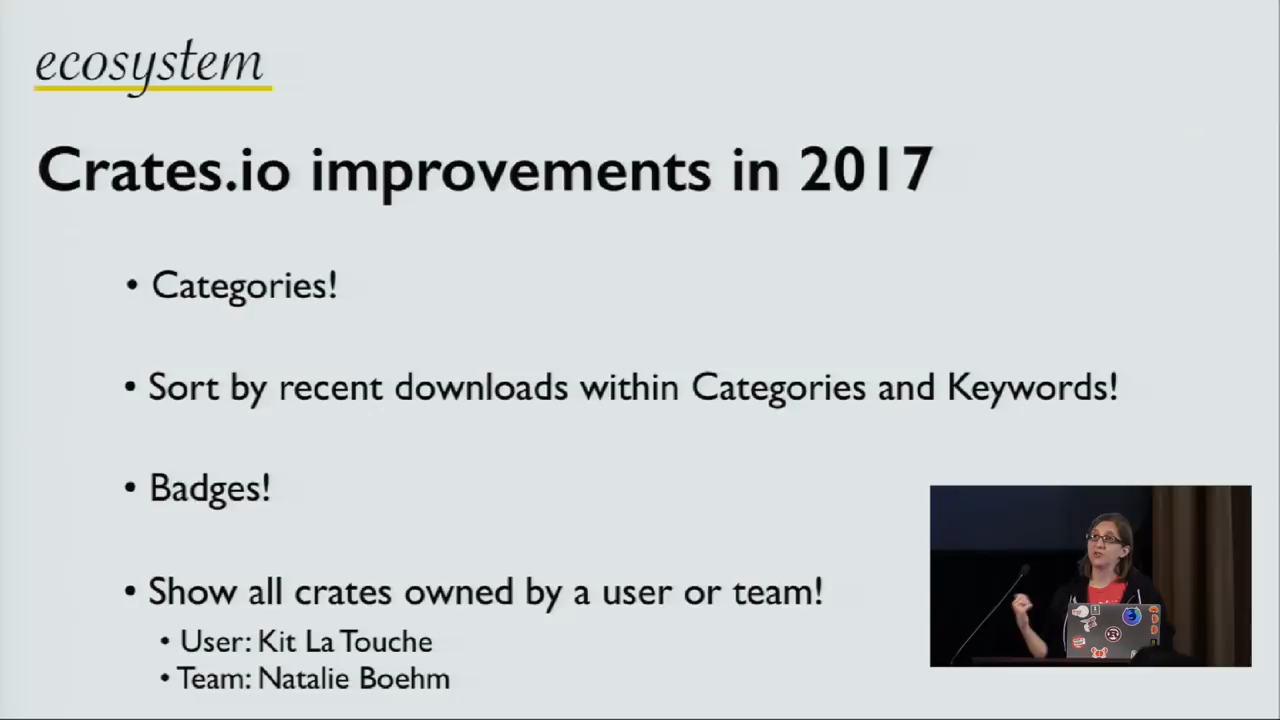 ecosystem
Crates.io improvements in 2017
• Categories!
• Sort by recent downloads within Categories and Keywords!
• Badges!
• Show all crates owned by a user or team!
• User: Kit La Touche
• Team: Natalie Boehm